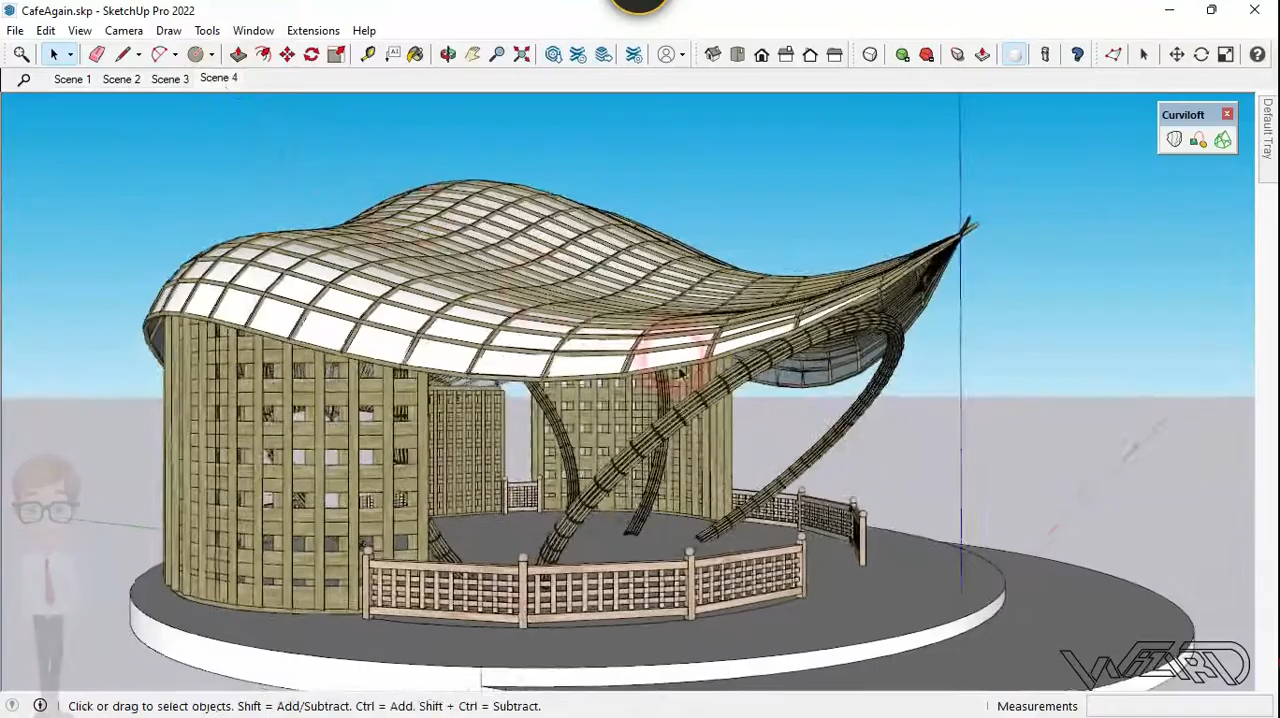 CafeAgain.skp - SketchUp Pro 2022
File Edit View Camera Draw Tools Window Extensions Help
Scene 1 Scene 2 Scene 3 Scene 4
Curviloft
Default Tray
WIZARD
Click or drag to select objects. Shift = Add/Subtract. Ctrl = Add. Shift + Ctrl = Subtract.
Measurements